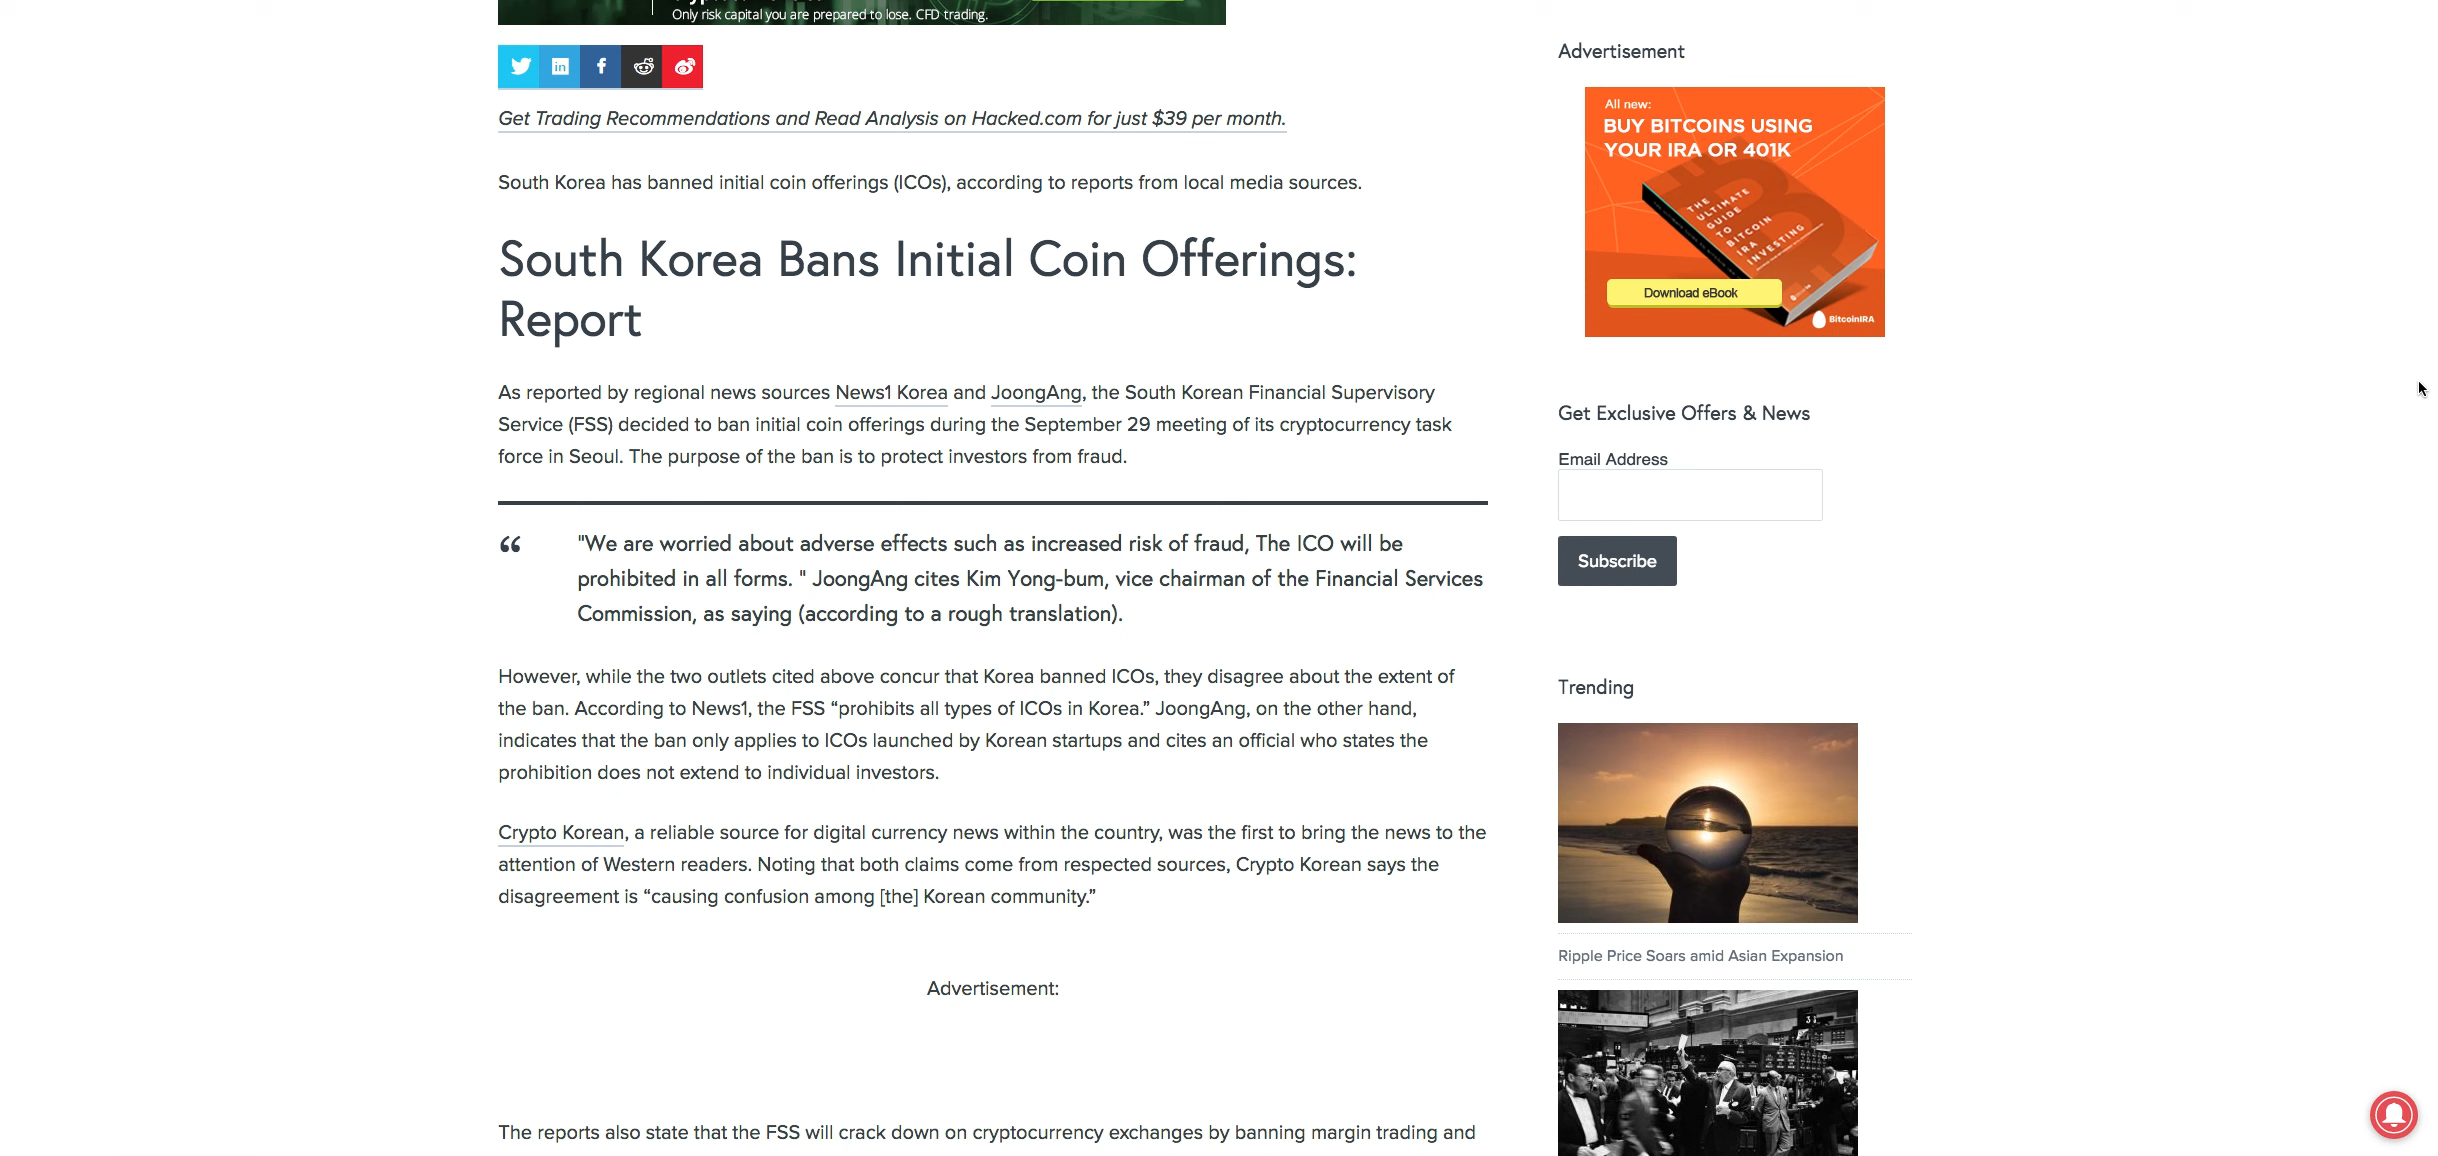 Only risk capital you are prepared to lose. CFD trading.
Get Trading Recommendations and Read Analysis on Hacked.com for just $39 per month.
South Korea has banned initial coin offerings (ICOs), according to reports from local media sources.
South Korea Bans Initial Coin Offerings:
Report
As reported by regional news sources News1 Korea and JoongAng, the South Korean Financial Supervisory
Service (FSS) decided to ban initial coin offerings during the September 29 meeting of its cryptocurrency task
force in Seoul. The purpose of the ban is to protect investors from fraud.
“ "We are worried about adverse effects such as increased risk of fraud, The ICO will be
prohibited in all forms. " JoongAng cites Kim Yong-bum, vice chairman of the Financial Services
Commission, as saying (according to a rough translation).
However, while the two outlets cited above concur that Korea banned ICOs, they disagree about the extent of
the ban. According to News1, the FSS “prohibits all types of ICOs in Korea.” JoongAng, on the other hand,
indicates that the ban only applies to ICOs launched by Korean startups and cites an official who states the
prohibition does not extend to individual investors.
Crypto Korean, a reliable source for digital currency news within the country, was the first to bring the news to the
attention of Western readers. Noting that both claims come from respected sources, Crypto Korean says the
disagreement is “causing confusion among [the] Korean community.”
Advertisement:
The reports also state that the FSS will crack down on cryptocurrency exchanges by banning margin trading and
Advertisement
All new:
BUY BITCOINS USING
YOUR IRA OR 401K
THE
ULTIMATE
GUIDE
TO
BITCOIN
IRA
INVESTING
Download eBook
BitcoinIRA
Get Exclusive Offers & News
Email Address
Subscribe
Trending
Ripple Price Soars amid Asian Expansion